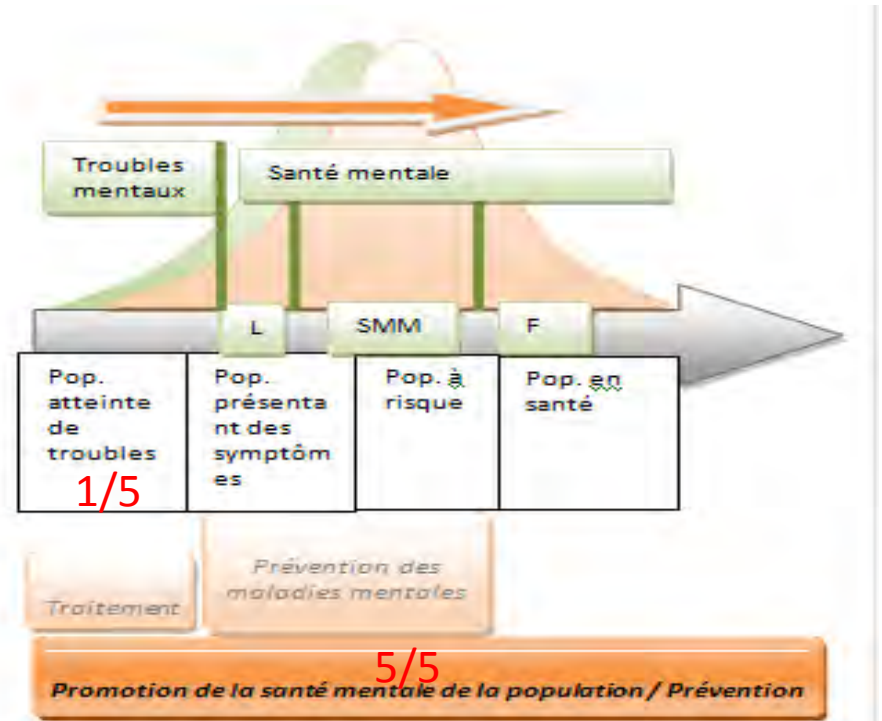 Troubles
mentaux
Santé mentale
L
SMM
F
Pop.
atteinte
de
troubles
1/5
Pop.
présenta
nt des
symptôm
es
Pop. à
risque
Pop. en
santé
Traitement
Prévention des
maladies mentales
5/5
Promotion de la santé mentale de la population / Prévention